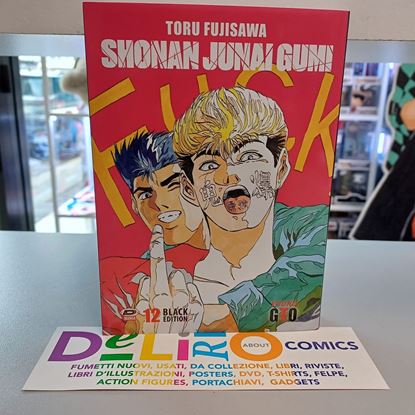 TORU FUJISAWA
SHONAN JUNAI GUMI
FUCK
12 BLACK
EDITION
GTO
DELIRIO
ABOUT
COMICS
FUMETTI NUOVI, USATI, DA COLLEZIONE, LIBRI, RIVISTE,
LIBRI D'ILLUSTRAZIONI, POSTERS, DVD, T-SHIRTS, FELPE,
ACTION FIGURES, PORTACHIAVI, GADGETS